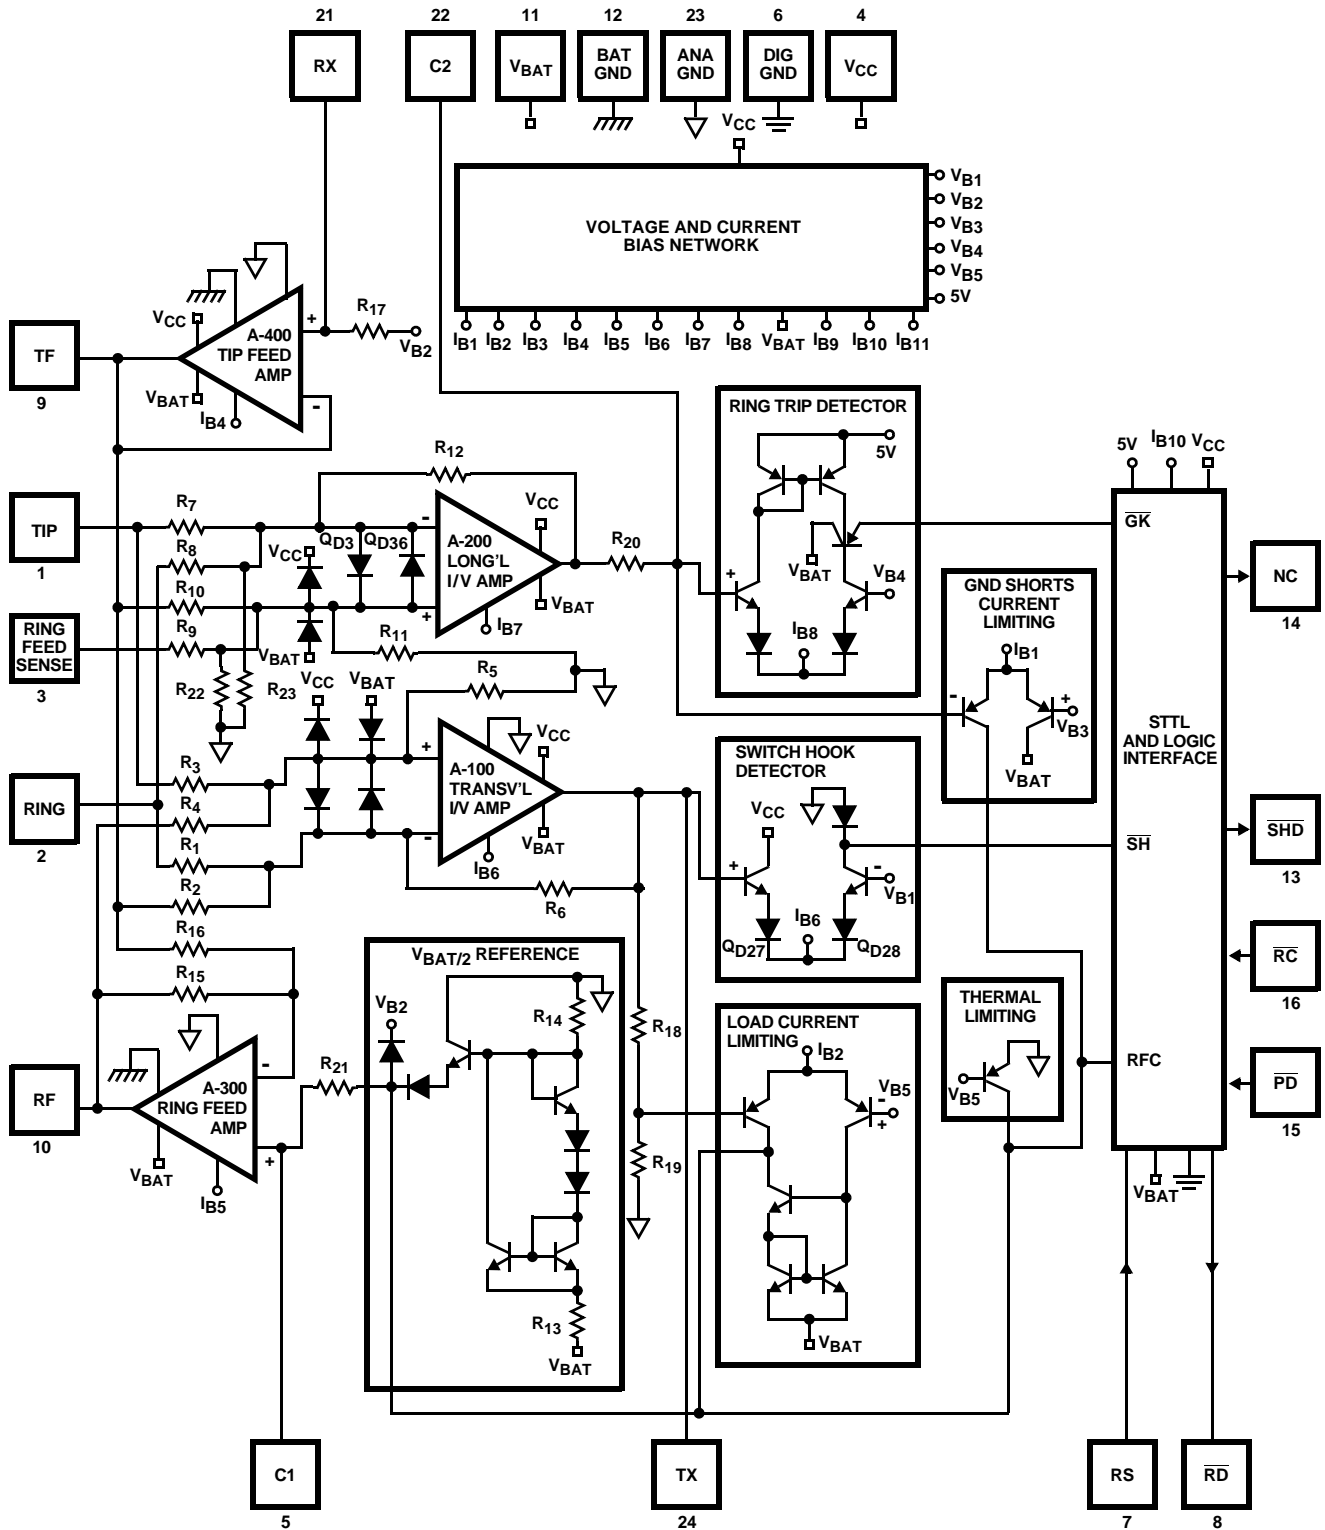 21
22
11
12
23
6
4
RX
C2
VBAT
BAT
GND
ANA
GND
DIG
GND
VCC
VCC
VOLTAGE AND CURRENT
BIAS NETWORK
VB1
VB2
VB3
VB4
VB5
5V
IB1
IB2
IB3
IB4
IB5
IB6
IB7
IB8
VBAT
IB9
IB10
IB11
TF
9
VCC
A-400
TIP FEED
AMP
+
-
VBAT
IB4
R17
VB2
RING TRIP DETECTOR
5V
+
VBAT
VB4
IB8
R12
TIP
1
R7
R8
R10
R9
VCC
QD3
QD36
-
A-200
LONG'L
I/V AMP
+
VCC
VBAT
IB7
R20
VBAT
R11
RING
FEED
SENSE
3
R22
R23
R5
VCC
VBAT
GND SHORTS
CURRENT
LIMITING
IB1
-
+
VB3
VBAT
5V
IB10
VCC
GK
STTL
AND LOGIC
INTERFACE
SH
RFC
VBAT
NC
14
SHD
13
RC
16
PD
15
RING
2
R3
R4
R1
R2
R16
R15
+
A-100
TRANSV'L
I/V AMP
-
VCC
VBAT
IB6
R6
SWITCH HOOK
DETECTOR
VCC
+
-
VB1
IB6
QD27
QD28
VBAT/2 REFERENCE
VB2
R14
R13
VBAT
R18
R19
LOAD CURRENT
LIMITING
IB2
VB5
-
+
VBAT
THERMAL
LIMITING
VB5
RF
10
A-300
RING FEED
AMP
-
+
VBAT
IB5
R21
C1
5
TX
24
RS
7
RD
8